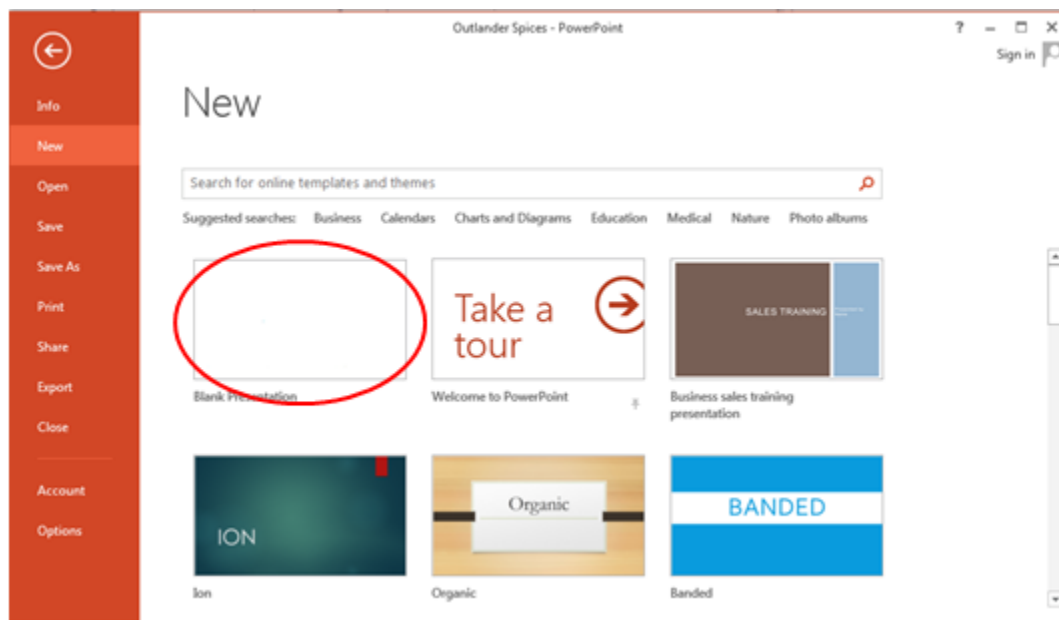 Outlander Spices - PowerPoint
?
Sign in
Info
New
Open
Save
Save As
Print
Share
Export
Close
Account
Options
New
Search for online templates and themes
Suggested searches: Business Calendars Charts and Diagrams Education Medical Nature Photo albums
Take a
tour
SALES TRAINING
Blank Presentation
Welcome to PowerPoint
Business sales training
presentation
ION
Organic
BANDED
Ion
Organic
Banded